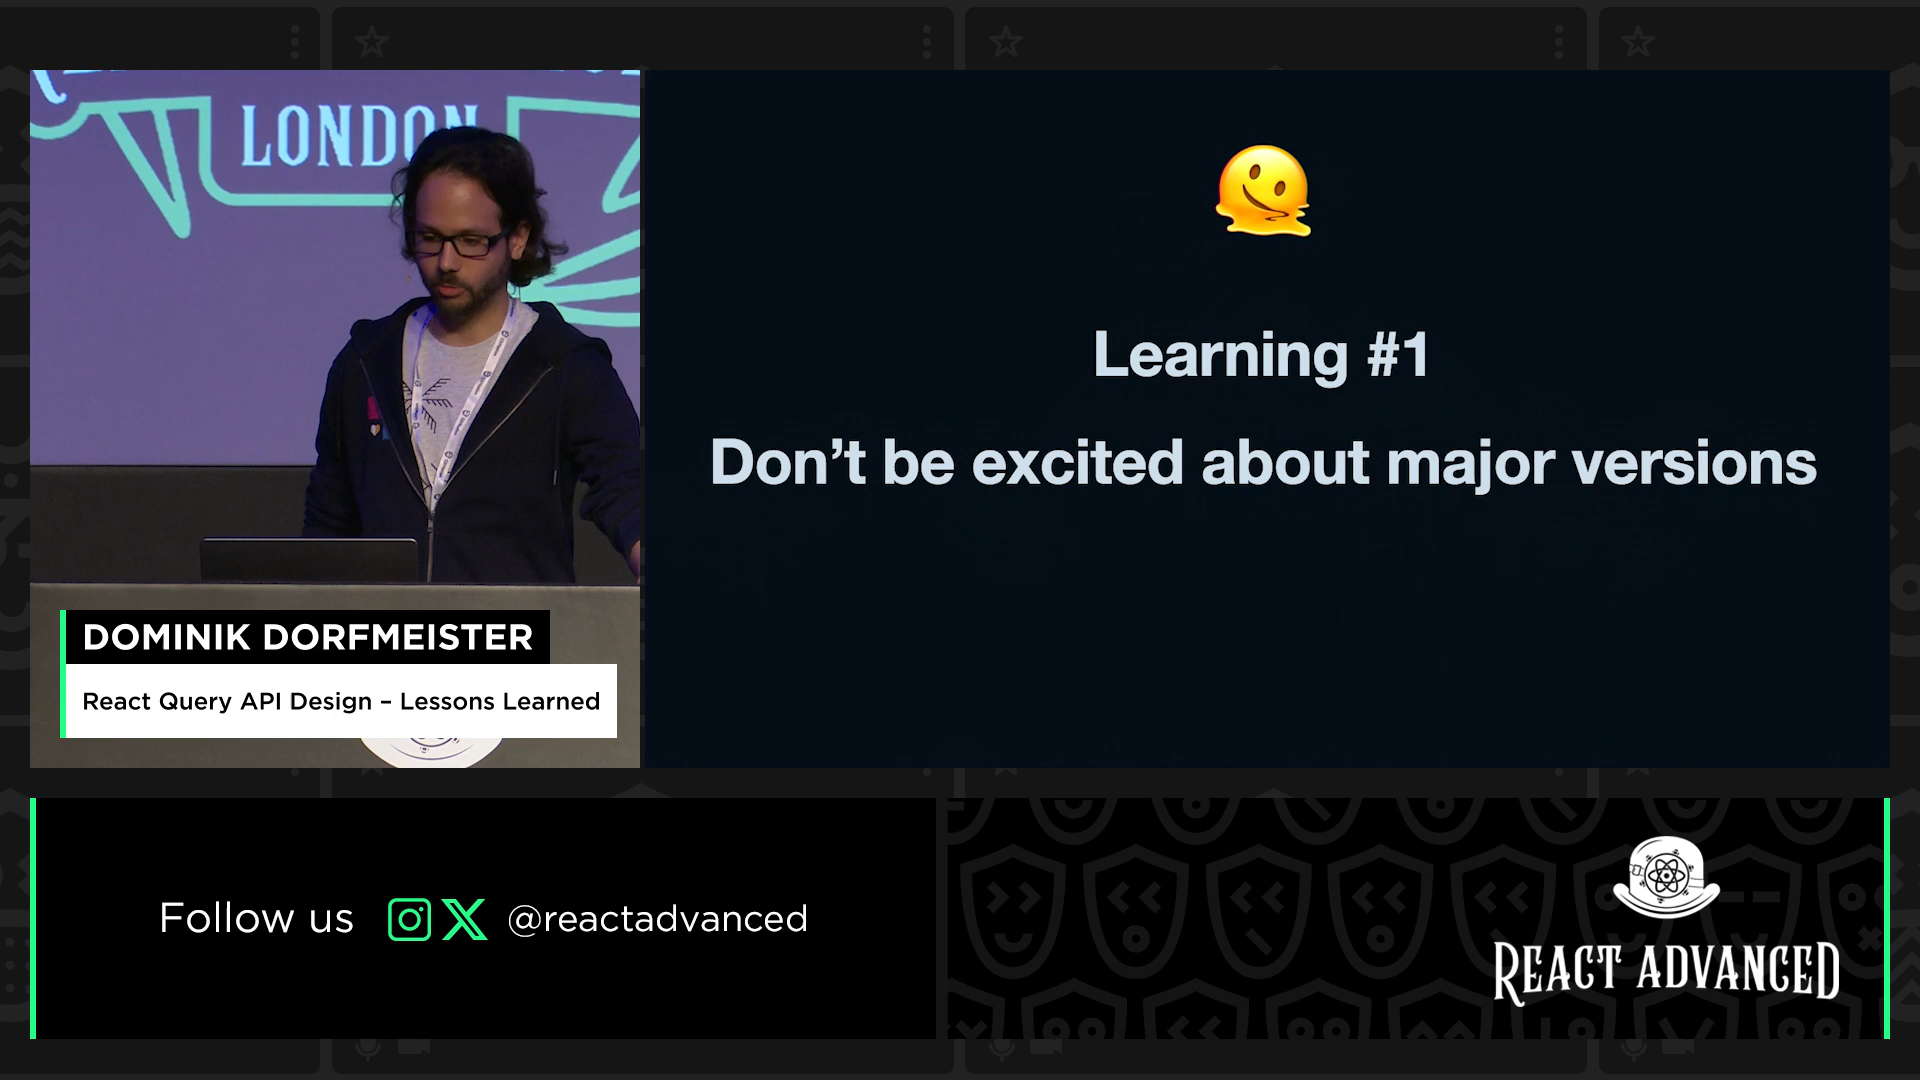 LONDON
Learning #1
Don’t be excited about major versions
DOMINIK DORFMEISTER
React Query API Design – Lessons Learned
Follow us
@reactadvanced
REACT ADVANCED